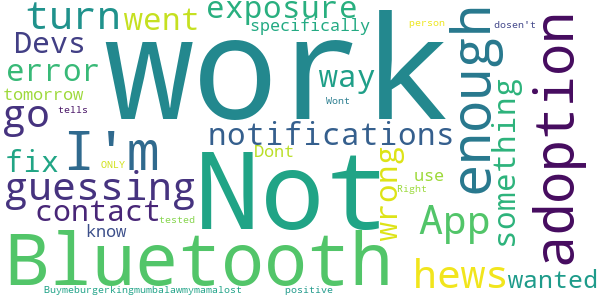 turn
went
exposure
specifically
person
dosen't
Devs
work
enough
adoption
error
way
tomorrow
Wont
tells
go
I'm
notifications
something
fix
ONLY
Dont
wrong
guessing
Not
use
Right
contact
tested
App
know
Bluetooth
hews
wanted
Buymeburgerkingmumbalawmymamalost
positive